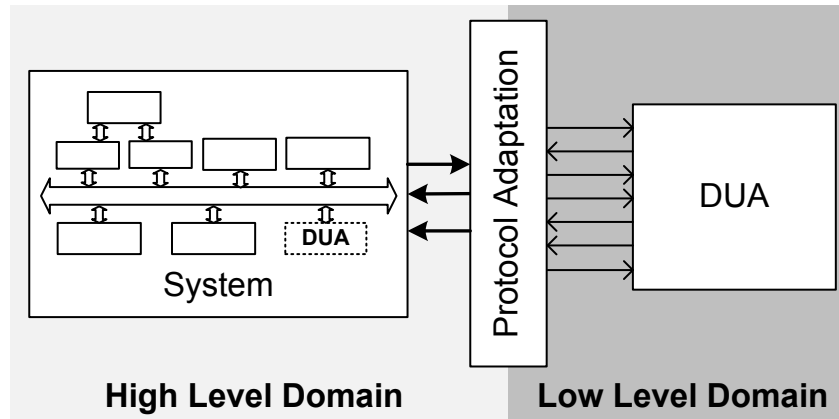 DUA
System
Protocol Adaptation
DUA
High Level Domain
Low Level Domain